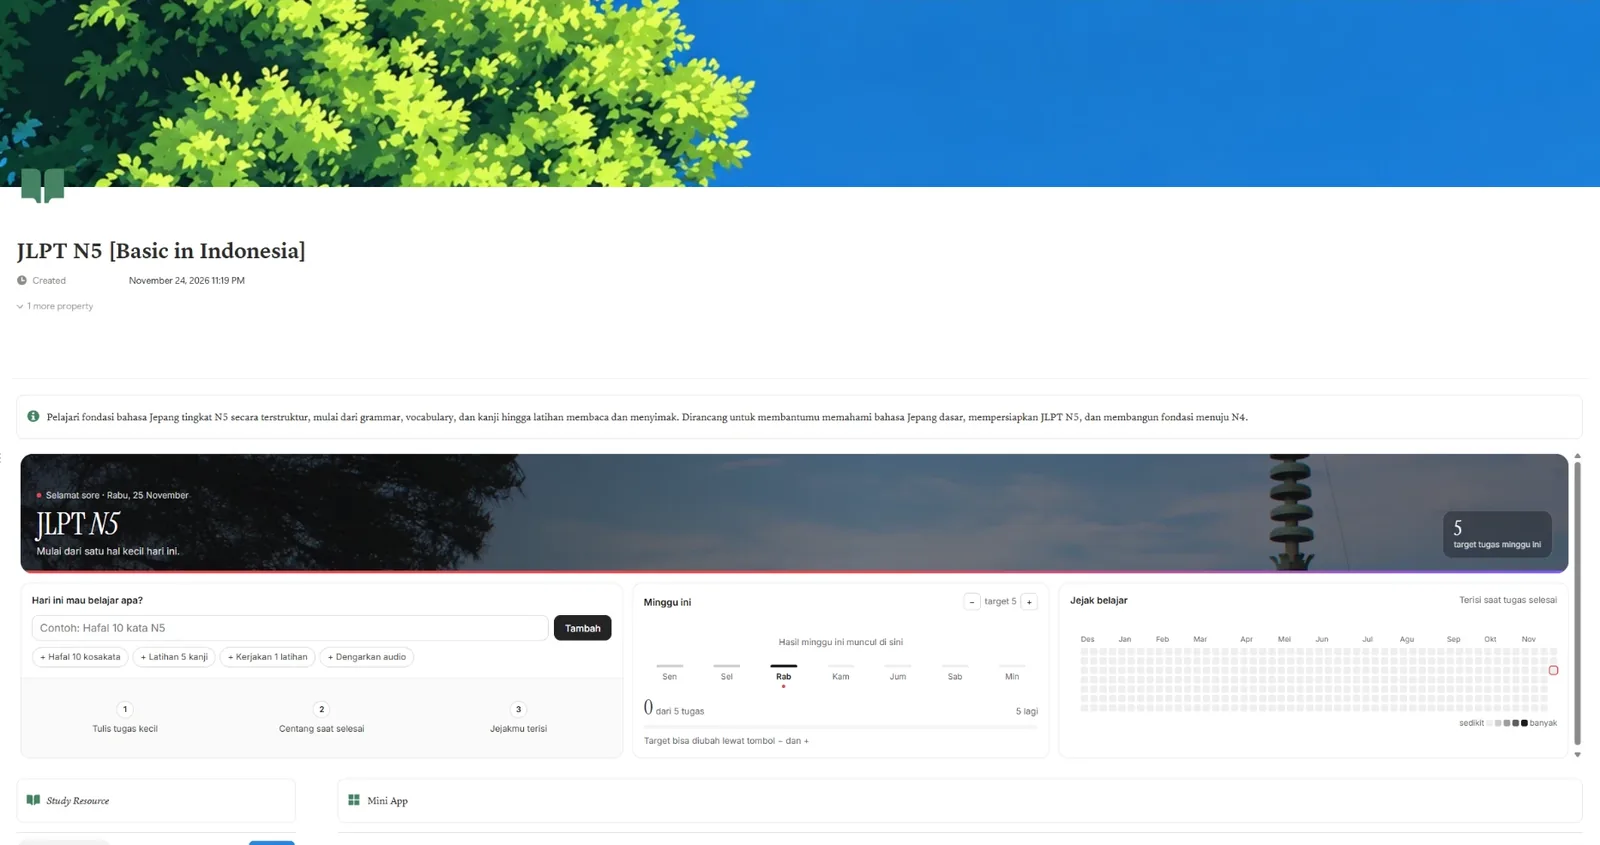 JLPT N5 [Basic in Indonesia]
Created November 24, 2026 11:19 PM
1 more property
Pelajari fondasi bahasa Jepang tingkat N5 secara terstruktur, mulai dari grammar, vocabulary, dan kanji hingga latihan membaca dan menyimak. Dirancang untuk membantumu memahami bahasa Jepang dasar, mempersiapkan JLPT N5, dan membangun fondasi menuju N4.
Selamat sore · Rabu, 25 November
JLPT N5
Mulai dari satu hal kecil hari ini.
5
target tugas minggu ini
Hari ini mau belajar apa?
Contoh: Hafal 10 kata N5
Tambah
+ Hafal 10 kosakata + Latihan 5 kanji + Kerjakan 1 latihan + Dengarkan audio
1 2 3
Tulis tugas kecil Centang saat selesai Jejakmu terisi
Minggu ini − target 5 +
Hasil minggu ini muncul di sini
Sen Sel Rab Kam Jum Sab Min
0 dari 5 tugas 5 lagi
Target bisa diubah lewat tombol − dan +
Jejak belajar Terisi saat tugas selesai
Des Jan Feb Mar Apr Mei Jun Jul Agu Sep Okt Nov
sedikit banyak
Study Resource
Mini App